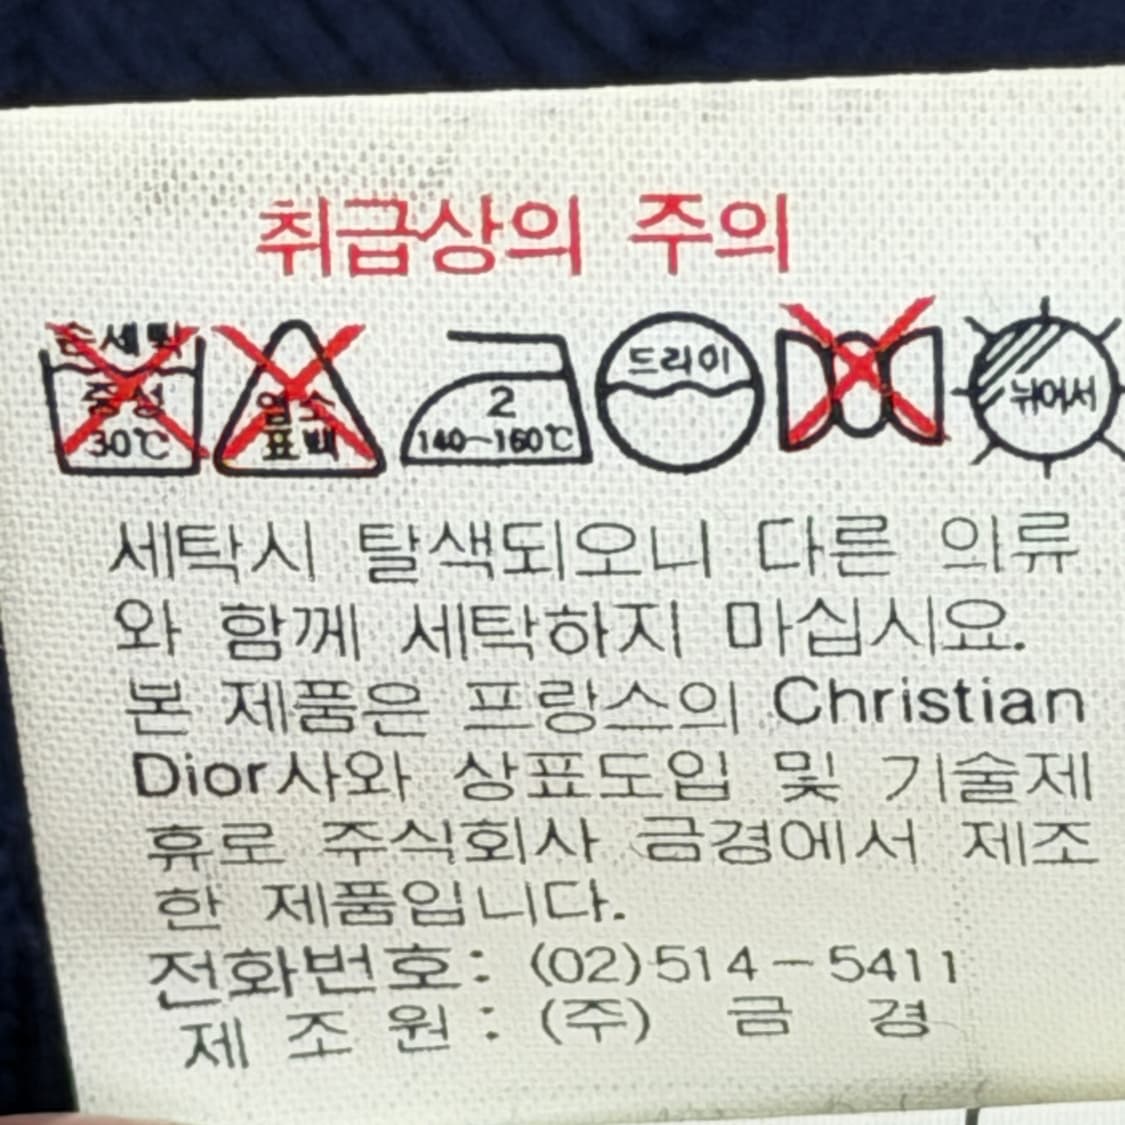 취급상의 주의
손세탁 중성 30℃
염소 표백
2 140~160℃
드라이
뉘어서
세탁시 탈색되오니 다른 의류
와 함께 세탁하지 마십시요.
본 제품은 프랑스의 Christian
Dior사와 상표도입 및 기술제
휴로 주식회사 금경에서 제조
한 제품입니다.
전화번호: (02)514-5411
제 조 원: (주) 금 경